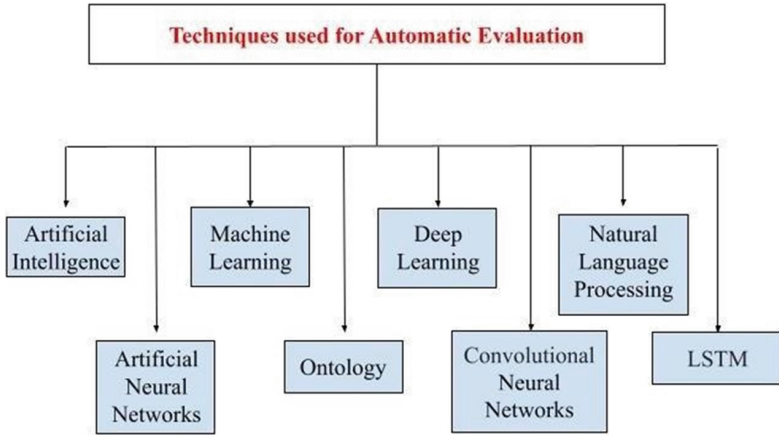 Techniques used for Automatic Evaluation
Artificial
Intelligence
Machine
Learning
Deep
Learning
Natural
Language
Processing
Artificial
Neural
Networks
Ontology
Convolutional
Neural
Networks
LSTM